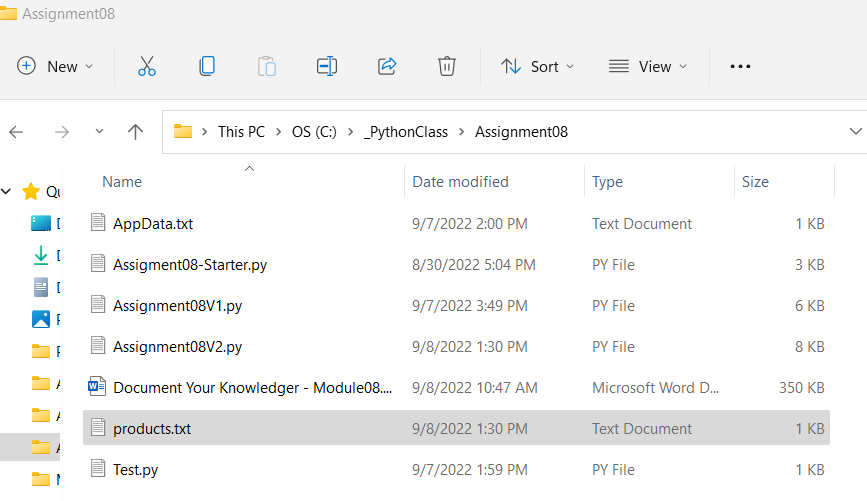 Assignment08
New Sort View
This PC OS (C:) _PythonClass Assignment08
Name Date modified Type Size
AppData.txt 9/7/2022 2:00 PM Text Document 1 KB
Assigment08-Starter.py 8/30/2022 5:04 PM PY File 3 KB
Assignment08V1.py 9/7/2022 3:49 PM PY File 6 KB
Assignment08V2.py 9/8/2022 1:30 PM PY File 8 KB
Document Your Knowledger - Module08.... 9/8/2022 10:47 AM Microsoft Word D... 350 KB
products.txt 9/8/2022 1:30 PM Text Document 1 KB
Test.py 9/7/2022 1:59 PM PY File 1 KB